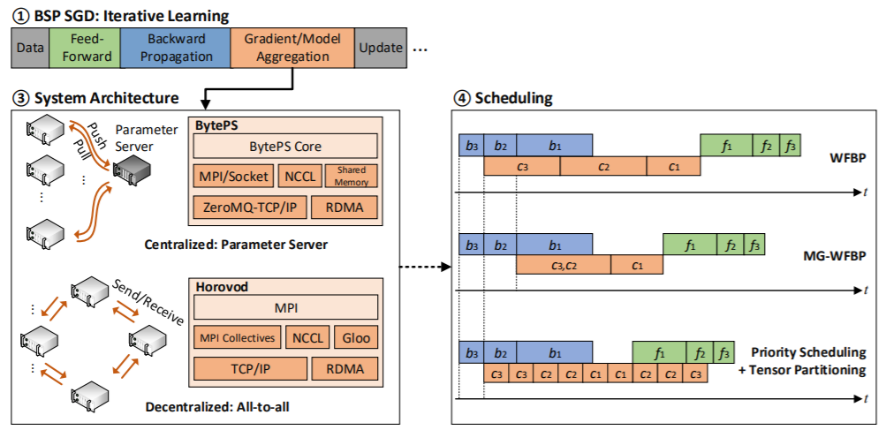 ① BSP SGD: Iterative Learning
Data
Feed-
Forward
Backward
Propagation
Gradient/Model
Aggregation
Update
...
③ System Architecture
Push
Pull
Parameter
Server
...
...
BytePS
BytePS Core
MPI/Socket
NCCL
Shared
Memory
ZeroMQ-TCP/IP
RDMA
Centralized: Parameter Server
Send/Receive
...
...
Horovod
MPI
MPI Collectives
NCCL
Gloo
TCP/IP
RDMA
Decentralized: All-to-all
④ Scheduling
b3 b2 b1 f1 f2 f3
c3 c2 c1
WFBP
t
b3 b2 b1 f1 f2 f3
c3,c2 c1
MG-WFBP
t
b3 b2 b1 f1 f2 f3
c3 c3 c2 c2 c1 c1 c2 c2 c3
Priority Scheduling
+ Tensor Partitioning
t